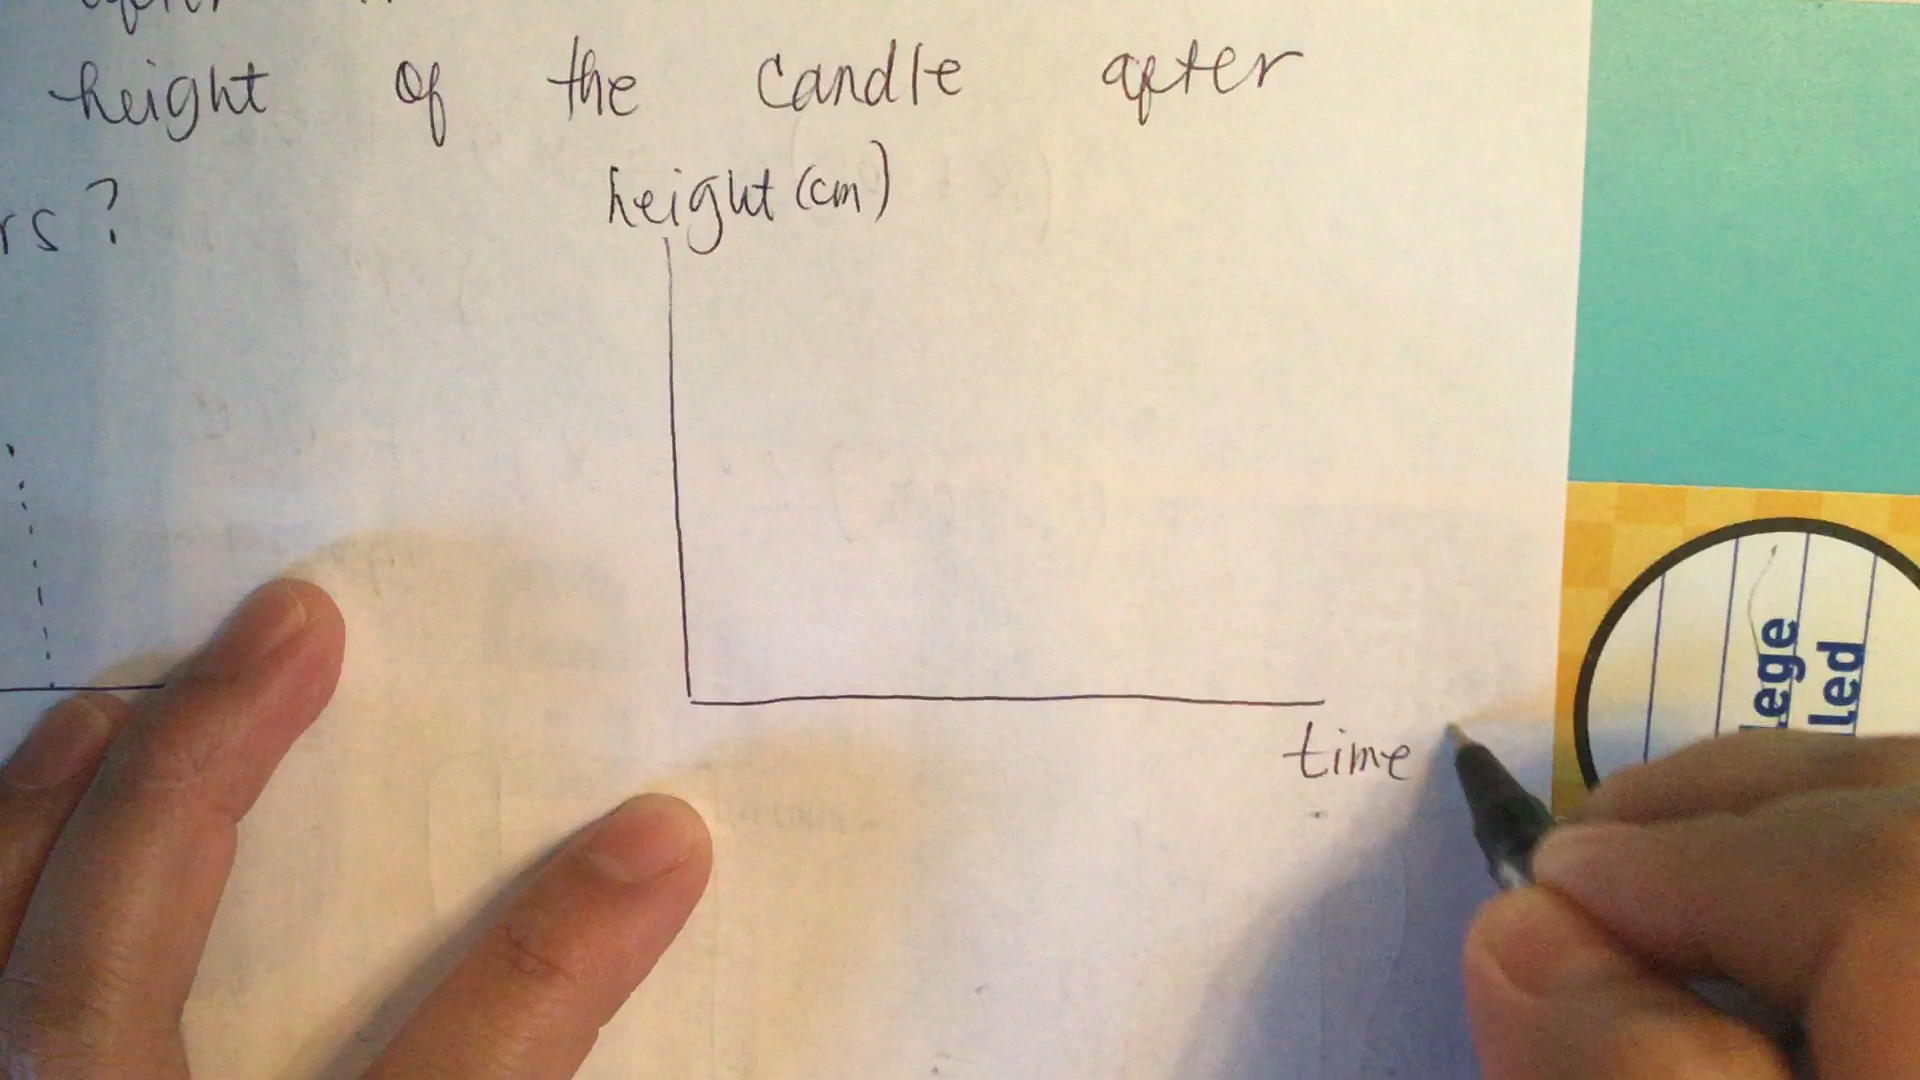 height of the candle after
rs?
height (cm)
time
lege
led